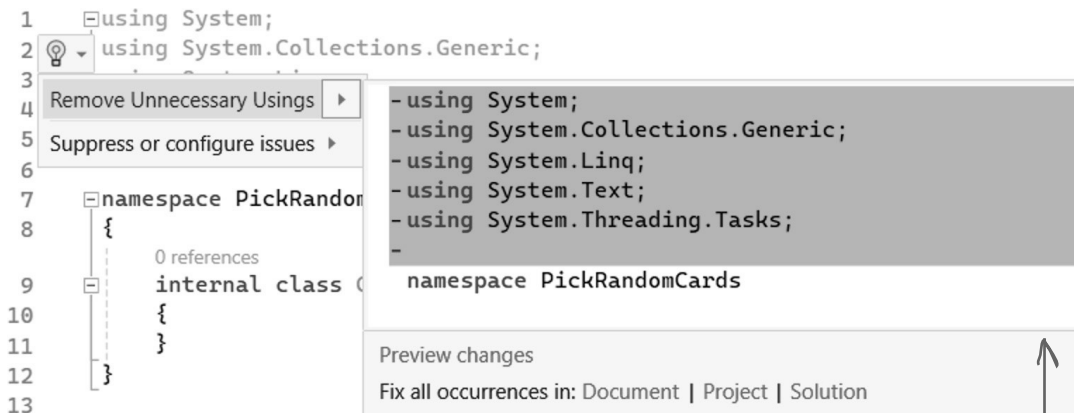 1 using System;
2 using System.Collections.Generic;
3
4 Remove Unnecessary Usings
5 Suppress or configure issues
6
7 namespace PickRandom
8 {
0 references
9 internal class
10 {
11 }
12 }
13
-using System;
-using System.Collections.Generic;
-using System.Linq;
-using System.Text;
-using System.Threading.Tasks;
-
namespace PickRandomCards
Preview changes
Fix all occurrences in: Document | Project | Solution